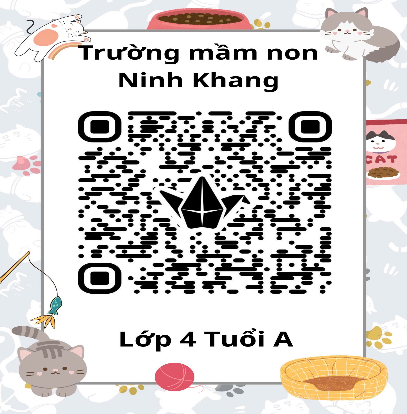 Trường mầm non
Ninh Khang
CAT
Lớp 4 Tuổi A